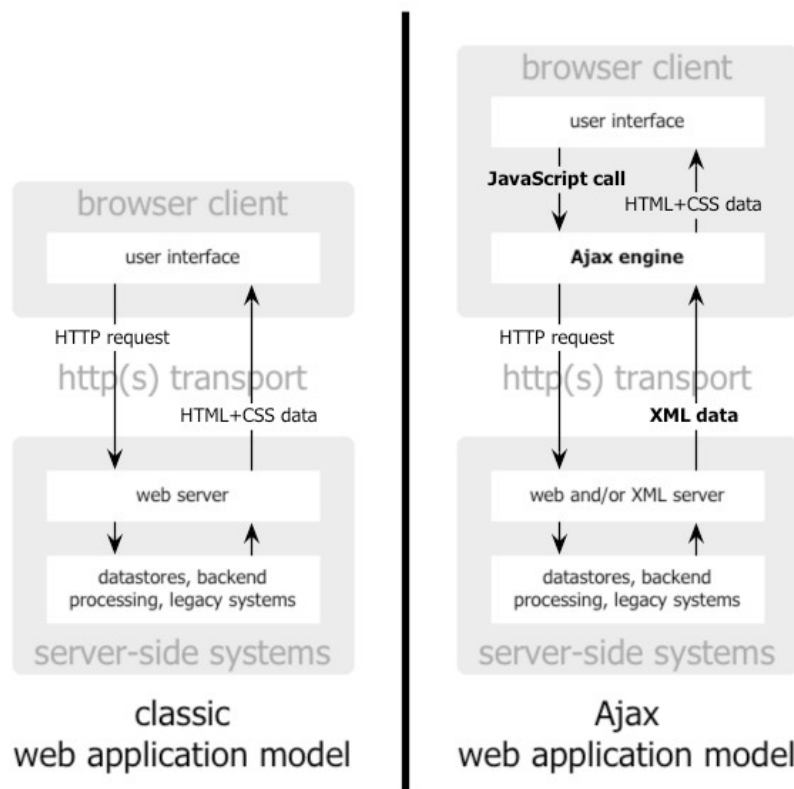 browser client
user interface
HTTP request
http(s) transport
HTML+CSS data
web server
datastores, backend
processing, legacy systems
server-side systems
classic
web application model
browser client
user interface
JavaScript call
HTML+CSS data
Ajax engine
HTTP request
http(s) transport
XML data
web and/or XML server
datastores, backend
processing, legacy systems
server-side systems
Ajax
web application model